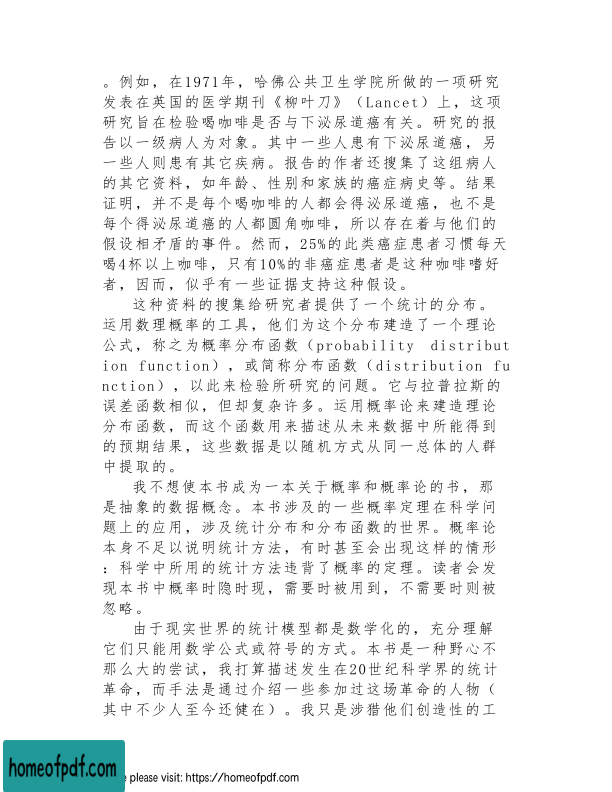 。例如，在1971年，哈佛公共卫生学院所做的一项研究
发表在英国的医学期刊《柳叶刀》（Lancet）上，这项
研究旨在检验喝咖啡是否与下泌尿道癌有关。研究的报
告以一级病人为对象。其中一些人患有下泌尿道癌，另
一些人则患有其它疾病。报告的作者还搜集了这组病人
的其它资料，如年龄、性别和家族的癌症病史等。结果
证明，并不是每个喝咖啡的人都会得泌尿道癌，也不是
每个得泌尿道癌的人都圆角咖啡，所以存在着与他们的
假设相矛盾的事件。然而，25%的此类癌症患者习惯每天
喝4杯以上咖啡，只有10%的非癌症患者是这种咖啡嗜好
者，因而，似乎有一些证据支持这种假设。
这种资料的搜集给研究者提供了一个统计的分布。
运用数理概率的工具，他们为这个分布建造了一个理论
公式，称之为概率分布函数（probability distribut
ion function），或简称分布函数（distribution fu
nction），以此来检验所研究的问题。它与拉普拉斯的
误差函数相似，但却复杂许多。运用概率论来建造理论
分布函数，而这个函数用来描述从未来数据中所能得到
的预期结果，这些数据是以随机方式从同一总体的人群
中提取的。
我不想使本书成为一本关于概率和概率论的书，那
是抽象的数据概念。本书涉及的一些概率定理在科学问
题上的应用，涉及统计分布和分布函数的世界。概率论
本身不足以说明统计方法，有时甚至会出现这样的情形
：科学中所用的统计方法违背了概率的定理。读者会发
现本书中概率时隐时现，需要时被用到，不需要时则被
忽略。
由于现实世界的统计模型都是数学化的，充分理解
它们只能用数学公式或符号的方式。本书是一种野心不
那么大的尝试，我打算描述发生在20世纪科学界的统计
革命，而手法是通过介绍一些参加过这场革命的人物（
其中不少人至今还健在）。我只是涉猎他们创造性的工
homeofpdf.com
please visit: https://homeofpdf.com